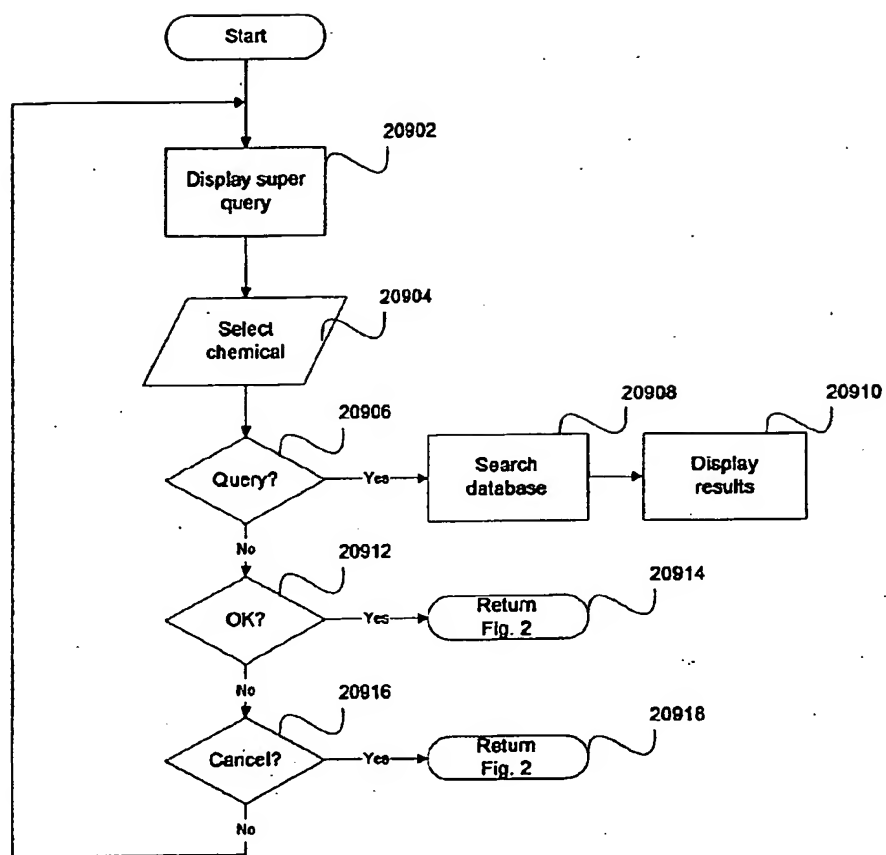 Start
20902
Display super
query
20904
Select
chemical
20906
Query?
Yes
20908
Search
database
20910
Display
results
No
20912
OK?
Yes
20914
Return
Fig. 2
No
20916
Cancel?
Yes
20918
Return
Fig. 2
No